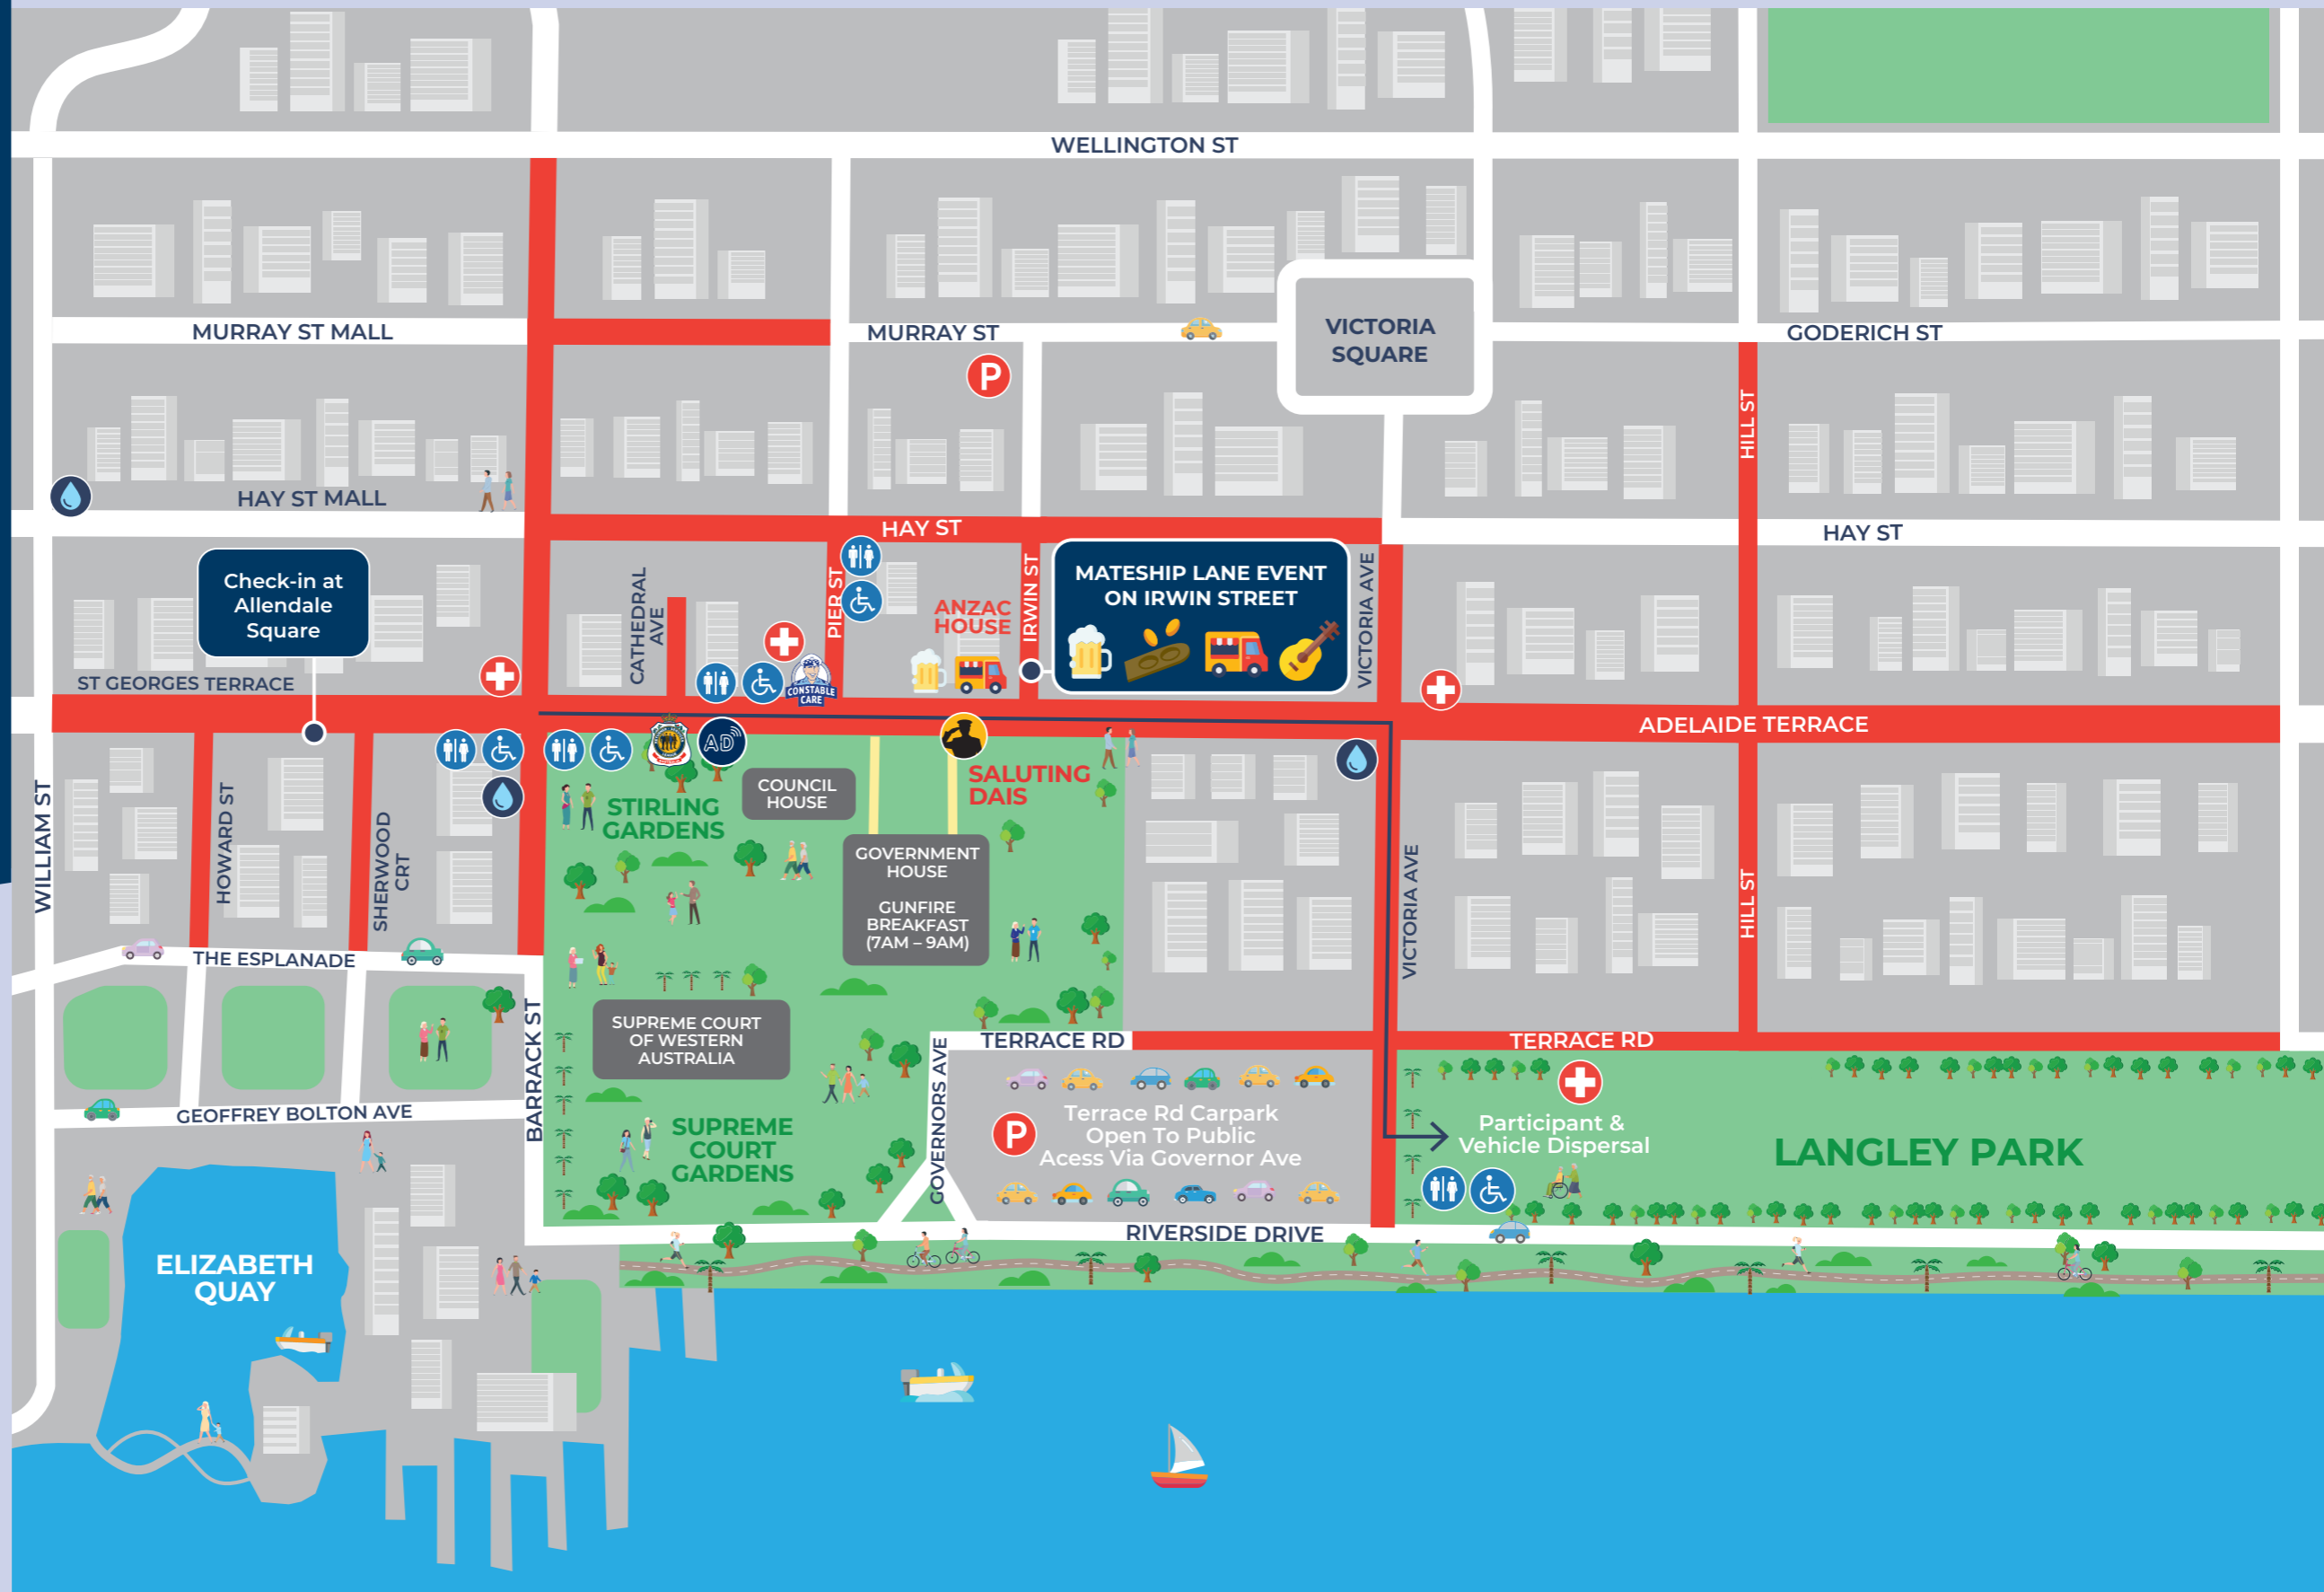 WELLINGTON ST
MURRAY ST MALL
MURRAY ST
VICTORIA
SQUARE
GODERICH ST
P
HILL ST
HAY ST MALL
HAY ST
HAY ST
Check-in at
Allendale
Square
CATHEDRAL
AVE
PIER ST
ANZAC
HOUSE
IRWIN ST
MATESHIP LANE EVENT
ON IRWIN STREET
VICTORIA AVE
CONSTABLE
CARE
ST GEORGES TERRACE
ADELAIDE TERRACE
AD
WILLIAM ST
HOWARD ST
SHERWOOD
CRT
STIRLING
GARDENS
COUNCIL
HOUSE
SALUTING
DAIS
GOVERNMENT
HOUSE
GUNFIRE
BREAKFAST
(7AM – 9AM)
VICTORIA AVE
HILL ST
THE ESPLANADE
BARRACK ST
SUPREME COURT
OF WESTERN
AUSTRALIA
GOVERNORS AVE
TERRACE RD
TERRACE RD
GEOFFREY BOLTON AVE
SUPREME
COURT
GARDENS
P
Terrace Rd Carpark
Open To Public
Acess Via Governor Ave
Participant &
Vehicle Dispersal
LANGLEY PARK
RIVERSIDE DRIVE
ELIZABETH
QUAY